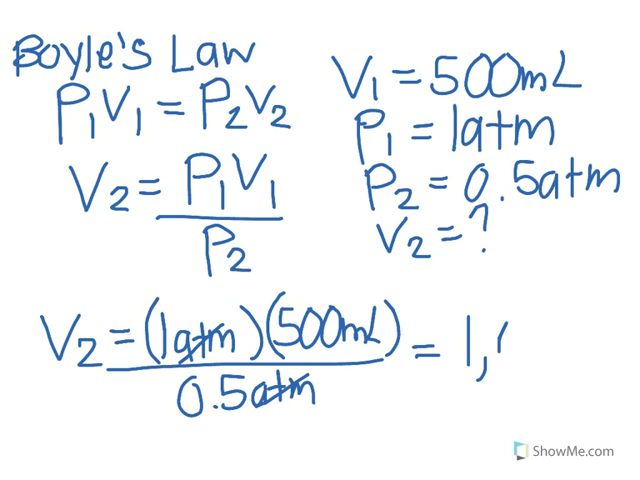 Boyle's Law
P₁V₁ = P₂V₂
V₂ = P₁V₁
P₂
V₁ = 500mL
P₁ = 1atm
P₂ = 0.5atm
V₂ = ?
V₂ = (1atm)(500mL) = 1,
0.5atm
ShowMe.com